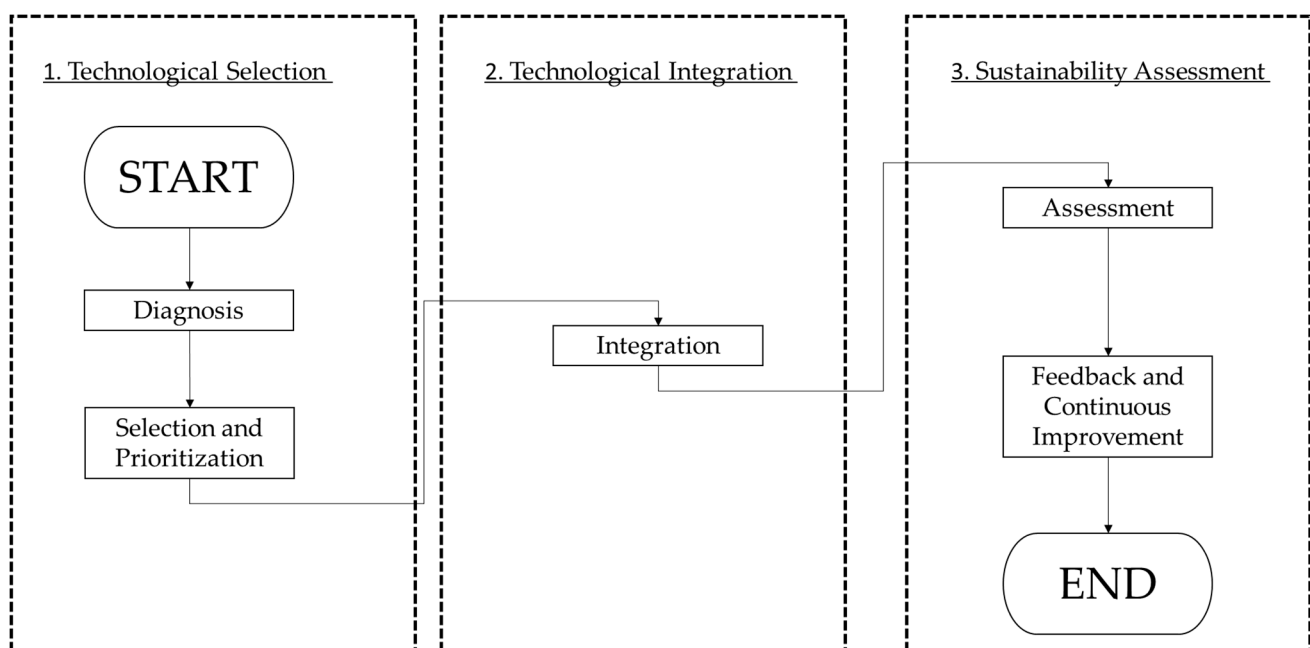 1. Technological Selection
START
Diagnosis
Selection and
Prioritization
2. Technological Integration
Integration
3. Sustainability Assessment
Assessment
Feedback and
Continuous
Improvement
END